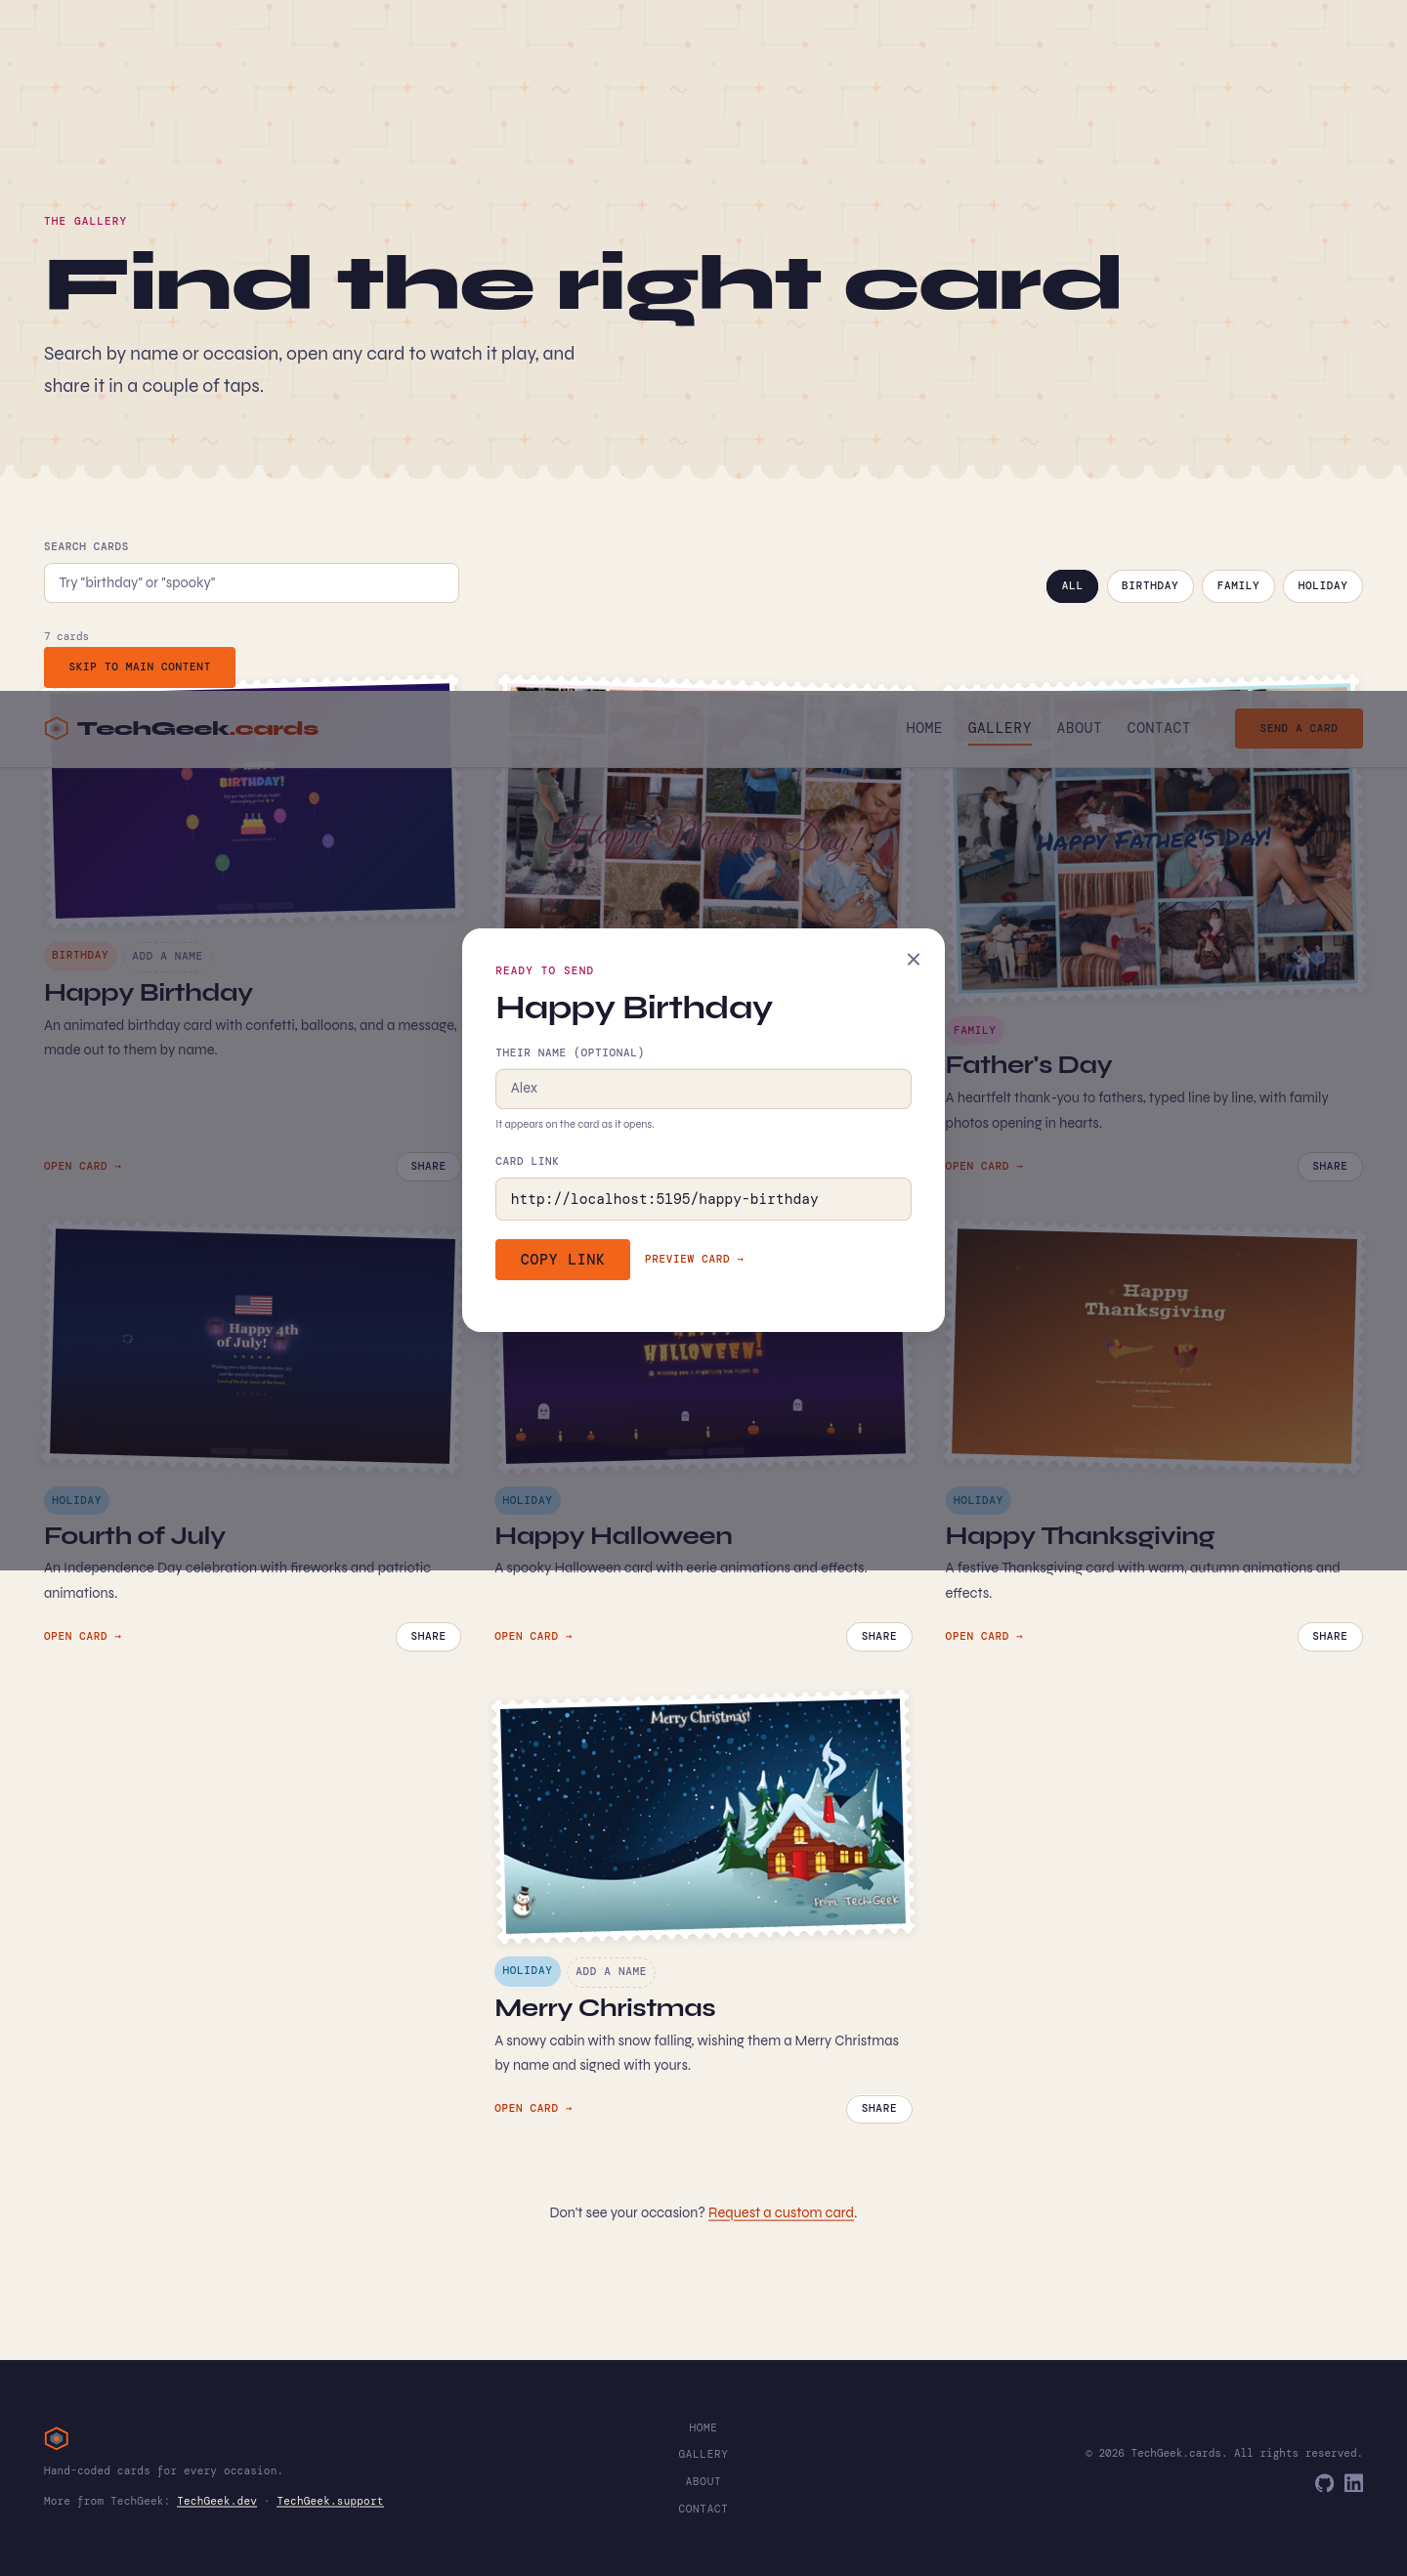 THE GALLERY
Find the right card
Search by name or occasion, open any card to watch it play, and
share it in a couple of taps.
SEARCH CARDS
Try "birthday" or "spooky"
ALL
BIRTHDAY
FAMILY
HOLIDAY
7 cards
SKIP TO MAIN CONTENT
TechGeek.cards
HOME
GALLERY
ABOUT
CONTACT
SEND A CARD
BIRTHDAY!
Happy Mother's Day!
HAPPY FATHER'S DAY!
BIRTHDAY
ADD A NAME
Happy Birthday
An animated birthday card with confetti, balloons, and a message,
made out to them by name.
OPEN CARD →
SHARE
READY TO SEND
Happy Birthday
THEIR NAME (OPTIONAL)
Alex
It appears on the card as it opens.
CARD LINK
http://localhost:5195/happy-birthday
COPY LINK
PREVIEW CARD →
FAMILY
Father's Day
A heartfelt thank-you to fathers, typed line by line, with family
photos opening in hearts.
OPEN CARD →
SHARE
Happy 4th
of July!
HALLOWEEN!
Happy
Thanksgiving
HOLIDAY
Fourth of July
An Independence Day celebration with fireworks and patriotic
animations.
OPEN CARD →
SHARE
HOLIDAY
Happy Halloween
A spooky Halloween card with eerie animations and effects.
OPEN CARD →
SHARE
HOLIDAY
Happy Thanksgiving
A festive Thanksgiving card with warm, autumn animations and
effects.
OPEN CARD →
SHARE
Merry Christmas!
From TechGeek
HOLIDAY
ADD A NAME
Merry Christmas
A snowy cabin with snow falling, wishing them a Merry Christmas
by name and signed with yours.
OPEN CARD →
SHARE
Don't see your occasion? Request a custom card.
Hand-coded cards for every occasion.
More from TechGeek: TechGeek.dev · TechGeek.support
HOME
GALLERY
ABOUT
CONTACT
© 2026 TechGeek.cards. All rights reserved.